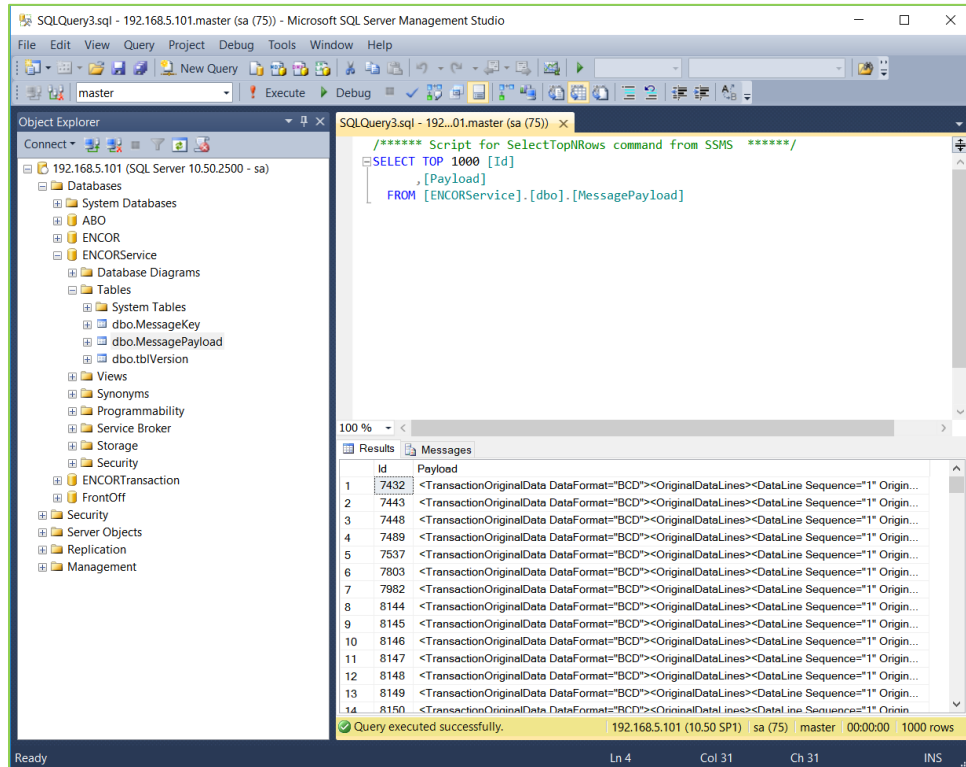 SQLQuery3.sql - 192.168.5.101.master (sa (75)) - Microsoft SQL Server Management Studio
File Edit View Query Project Debug Tools Window Help
New Query
master
Execute
Debug
Object Explorer
Connect
192.168.5.101 (SQL Server 10.50.2500 - sa)
Databases
System Databases
ABO
ENCOR
ENCORService
Database Diagrams
Tables
System Tables
dbo.MessageKey
dbo.MessagePayload
dbo.tblVersion
Views
Synonyms
Programmability
Service Broker
Storage
Security
ENCORTransaction
FrontOff
Security
Server Objects
Replication
Management
SQLQuery3.sql - 192...01.master (sa (75))
/****** Script for SelectTopNRows command from SSMS ******/
SELECT TOP 1000 [Id]
,[Payload]
FROM [ENCORService].[dbo].[MessagePayload]
100 %
Results Messages
Id Payload
1 7432 <TransactionOriginalData DataFormat="BCD"><OriginalDataLines><DataLine Sequence="1" Origin...
2 7443 <TransactionOriginalData DataFormat="BCD"><OriginalDataLines><DataLine Sequence="1" Origin...
3 7448 <TransactionOriginalData DataFormat="BCD"><OriginalDataLines><DataLine Sequence="1" Origin...
4 7489 <TransactionOriginalData DataFormat="BCD"><OriginalDataLines><DataLine Sequence="1" Origin...
5 7537 <TransactionOriginalData DataFormat="BCD"><OriginalDataLines><DataLine Sequence="1" Origin...
6 7803 <TransactionOriginalData DataFormat="BCD"><OriginalDataLines><DataLine Sequence="1" Origin...
7 7982 <TransactionOriginalData DataFormat="BCD"><OriginalDataLines><DataLine Sequence="1" Origin...
8 8144 <TransactionOriginalData DataFormat="BCD"><OriginalDataLines><DataLine Sequence="1" Origin...
9 8145 <TransactionOriginalData DataFormat="BCD"><OriginalDataLines><DataLine Sequence="1" Origin...
10 8146 <TransactionOriginalData DataFormat="BCD"><OriginalDataLines><DataLine Sequence="1" Origin...
11 8147 <TransactionOriginalData DataFormat="BCD"><OriginalDataLines><DataLine Sequence="1" Origin...
12 8148 <TransactionOriginalData DataFormat="BCD"><OriginalDataLines><DataLine Sequence="1" Origin...
13 8149 <TransactionOriginalData DataFormat="BCD"><OriginalDataLines><DataLine Sequence="1" Origin...
14 8150 <TransactionOriginalData DataFormat="BCD"><OriginalDataLines><DataLine Sequence="1" Origin
Query executed successfully. 192.168.5.101 (10.50 SP1) sa (75) master 00:00:00 1000 rows
Ready Ln 4 Col 31 Ch 31 INS